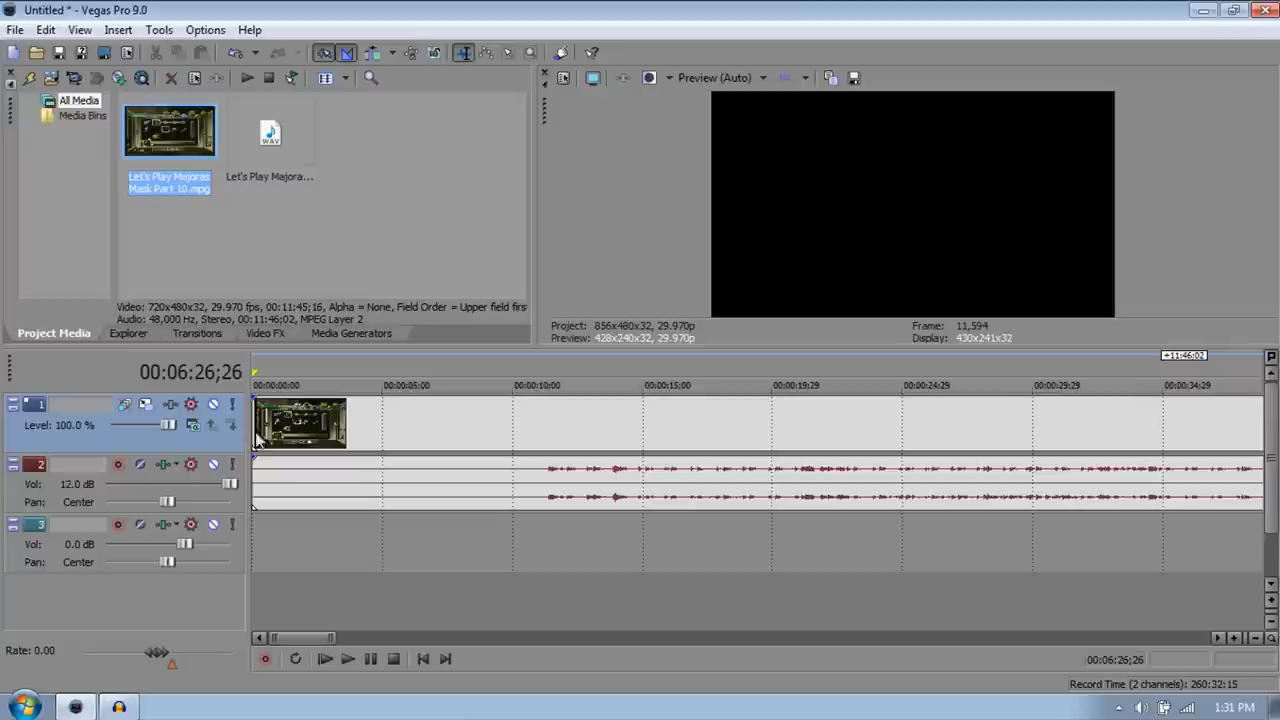 Untitled * - Vegas Pro 9.0
File Edit View Insert Tools Options Help
Preview (Auto)
All Media
Media Bins
Let's Play Majoras
Mask Part 10.mpg
WAV
Let's Play Majora...
Video: 720x480x32, 29.970 fps, 00:11:45;16, Alpha = None, Field Order = Upper field firs
Audio: 48,000 Hz, Stereo, 00:11:46;02, MPEG Layer 2
Project Media Explorer Transitions Video FX Media Generators
Project: 856x480x32, 29.970p
Preview: 428x240x32, 29.970p
Frame: 11,594
Display: 430x241x32
00:06:26;26
+11:46;02
00:00:00;00 00:00:05;00 00:00:10;00 00:00:15;00 00:00:19;29 00:00:24;29 00:00:29;29 00:00:34;29
1
Level: 100.0 %
2
Vol: 12.0 dB
Pan: Center
3
Vol: 0.0 dB
Pan: Center
Rate: 0.00
00:06:26;26
Record Time (2 channels): 260:32:15
1:31 PM